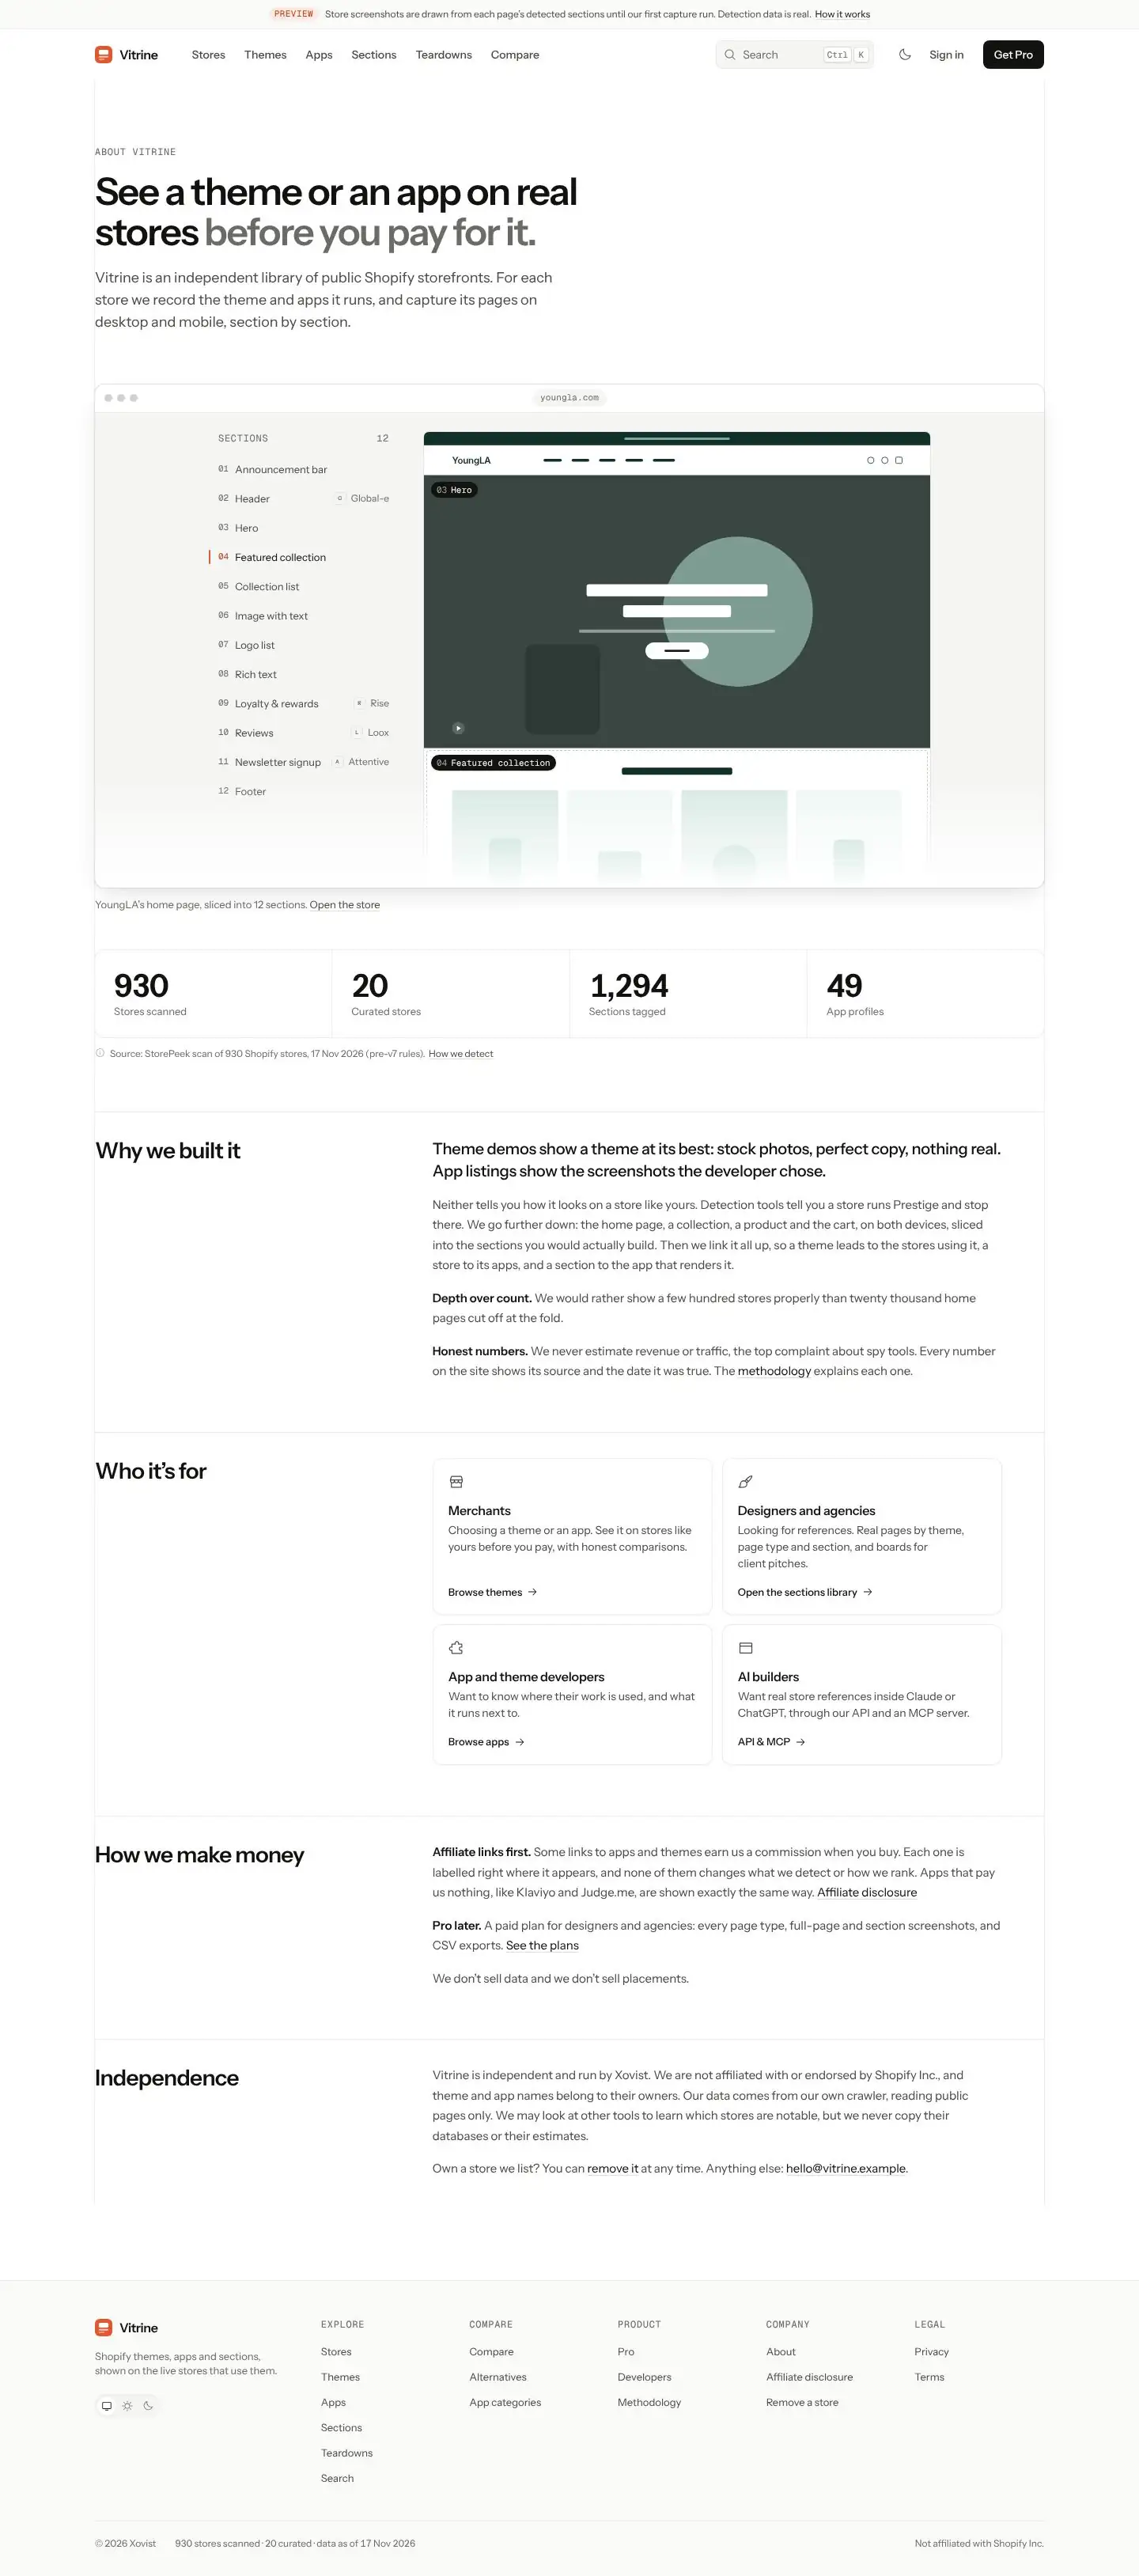 PREVIEW Store screenshots are drawn from each page's detected sections until our first capture run. Detection data is real. How it works
Vitrine
Stores Themes Apps Sections Teardowns Compare
Search Ctrl K
Sign in
Get Pro
ABOUT VITRINE
See a theme or an app on real
stores before you pay for it.
Vitrine is an independent library of public Shopify storefronts. For each
store we record the theme and apps it runs, and capture its pages on
desktop and mobile, section by section.
youngla.com
SECTIONS 12
01 Announcement bar
02 Header G Global-e
03 Hero
04 Featured collection
05 Collection list
06 Image with text
07 Logo list
08 Rich text
09 Loyalty & rewards R Rise
10 Reviews L Loox
11 Newsletter signup A Attentive
12 Footer
YoungLA
03 Hero
04 Featured collection
YoungLA's home page, sliced into 12 sections. Open the store
930
Stores scanned
20
Curated stores
1,294
Sections tagged
49
App profiles
Source: StorePeek scan of 930 Shopify stores, 17 Nov 2026 (pre-v7 rules). How we detect
Why we built it
Theme demos show a theme at its best: stock photos, perfect copy, nothing real.
App listings show the screenshots the developer chose.
Neither tells you how it looks on a store like yours. Detection tools tell you a store runs Prestige and stop
there. We go further down: the home page, a collection, a product and the cart, on both devices, sliced
into the sections you would actually build. Then we link it all up, so a theme leads to the stores using it, a
store to its apps, and a section to the app that renders it.
Depth over count. We would rather show a few hundred stores properly than twenty thousand home
pages cut off at the fold.
Honest numbers. We never estimate revenue or traffic, the top complaint about spy tools. Every number
on the site shows its source and the date it was true. The methodology explains each one.
Who it's for
Merchants
Choosing a theme or an app. See it on stores like
yours before you pay, with honest comparisons.
Browse themes →
Designers and agencies
Looking for references. Real pages by theme,
page type and section, and boards for
client pitches.
Open the sections library →
App and theme developers
Want to know where their work is used, and what
it runs next to.
Browse apps →
AI builders
Want real store references inside Claude or
ChatGPT, through our API and an MCP server.
API & MCP →
How we make money
Affiliate links first. Some links to apps and themes earn us a commission when you buy. Each one is
labelled right where it appears, and none of them changes what we detect or how we rank. Apps that pay
us nothing, like Klaviyo and Judge.me, are shown exactly the same way. Affiliate disclosure
Pro later. A paid plan for designers and agencies: every page type, full-page and section screenshots, and
CSV exports. See the plans
We don't sell data and we don't sell placements.
Independence
Vitrine is independent and run by Xovist. We are not affiliated with or endorsed by Shopify Inc., and
theme and app names belong to their owners. Our data comes from our own crawler, reading public
pages only. We may look at other tools to learn which stores are notable, but we never copy their
databases or their estimates.
Own a store we list? You can remove it at any time. Anything else: hello@vitrine.example.
Vitrine
Shopify themes, apps and sections,
shown on the live stores that use them.
EXPLORE
Stores
Themes
Apps
Sections
Teardowns
Search
COMPARE
Compare
Alternatives
App categories
PRODUCT
Pro
Developers
Methodology
COMPANY
About
Affiliate disclosure
Remove a store
LEGAL
Privacy
Terms
© 2026 Xovist 930 stores scanned · 20 curated · data as of 17 Nov 2026
Not affiliated with Shopify Inc.